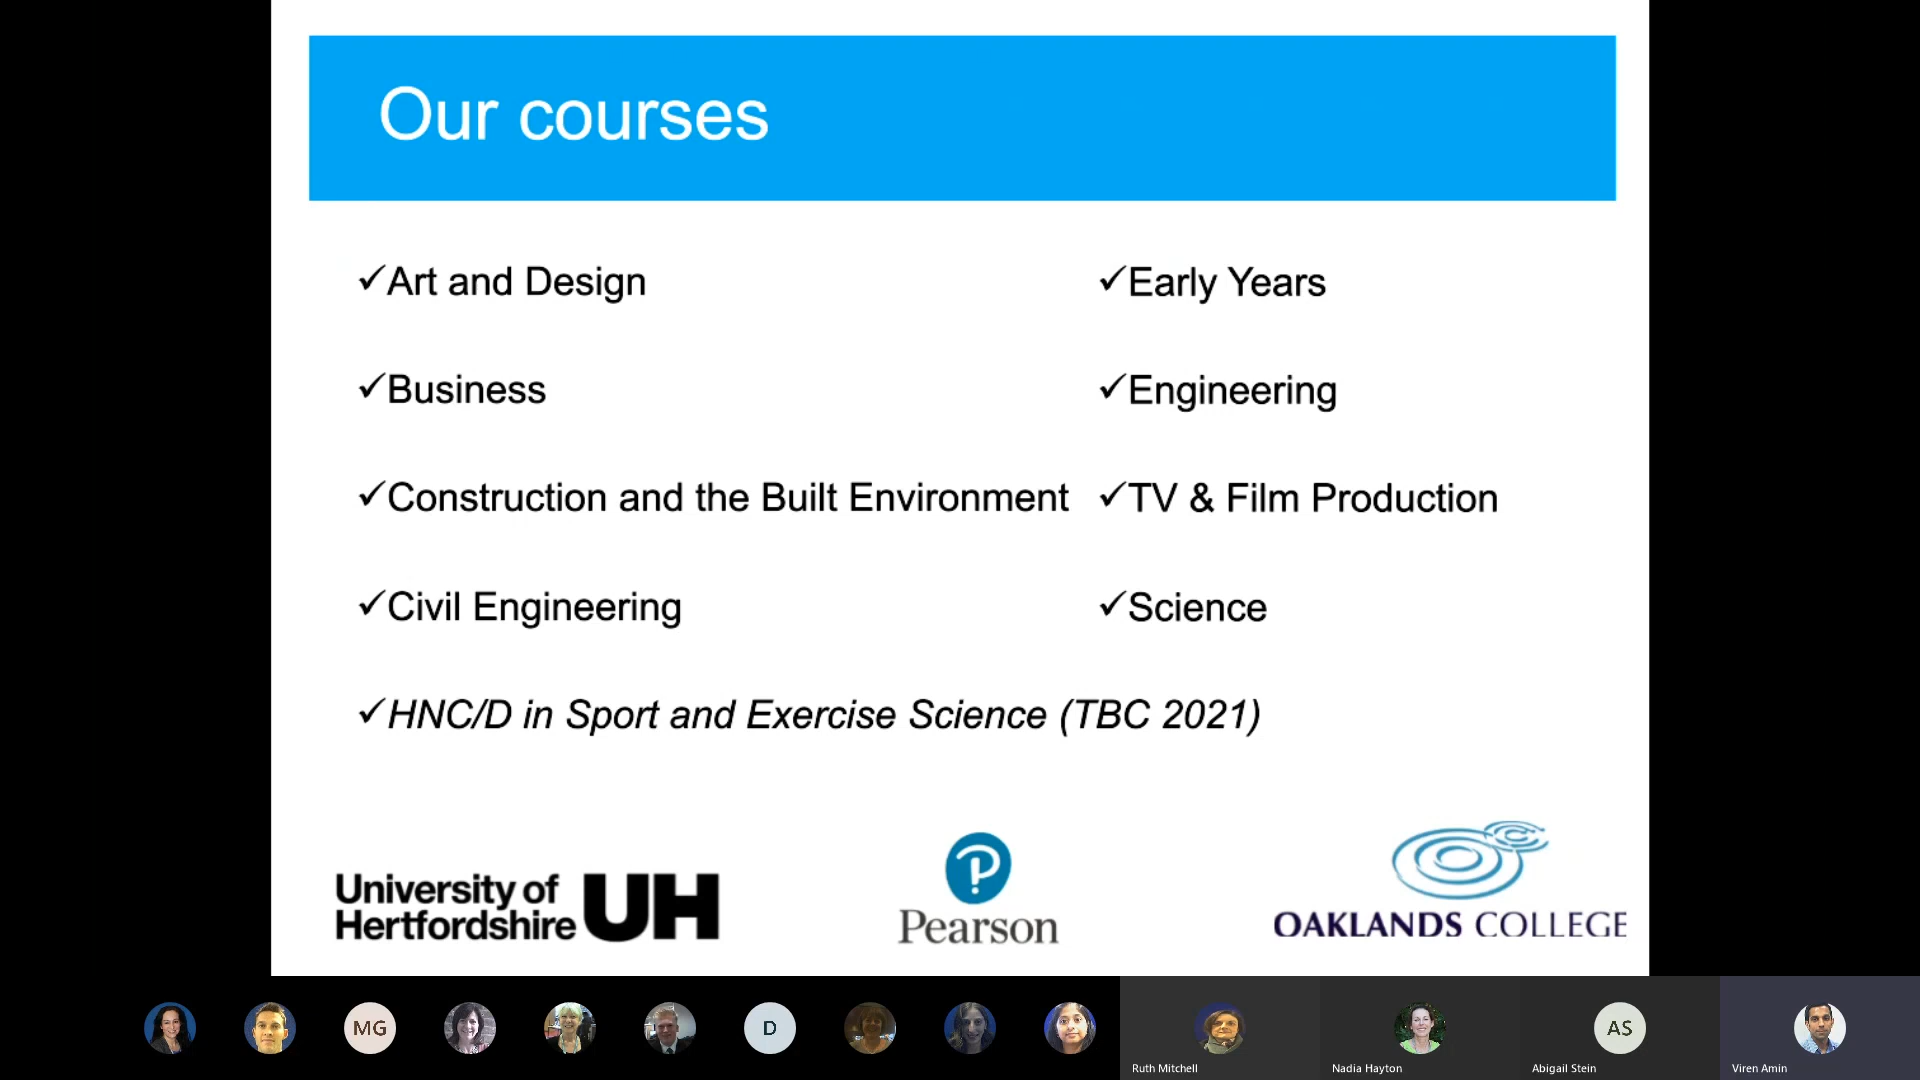 Our courses
✓Art and Design
✓Business
✓Construction and the Built Environment
✓Civil Engineering
✓HNC/D in Sport and Exercise Science (TBC 2021)
✓Early Years
✓Engineering
✓TV & Film Production
✓Science
University of
Hertfordshire UH
Pearson
OAKLANDS COLLEGE
MG
D
AS
Ruth Mitchell
Nadia Hayton
Abigail Stein
Viren Amin